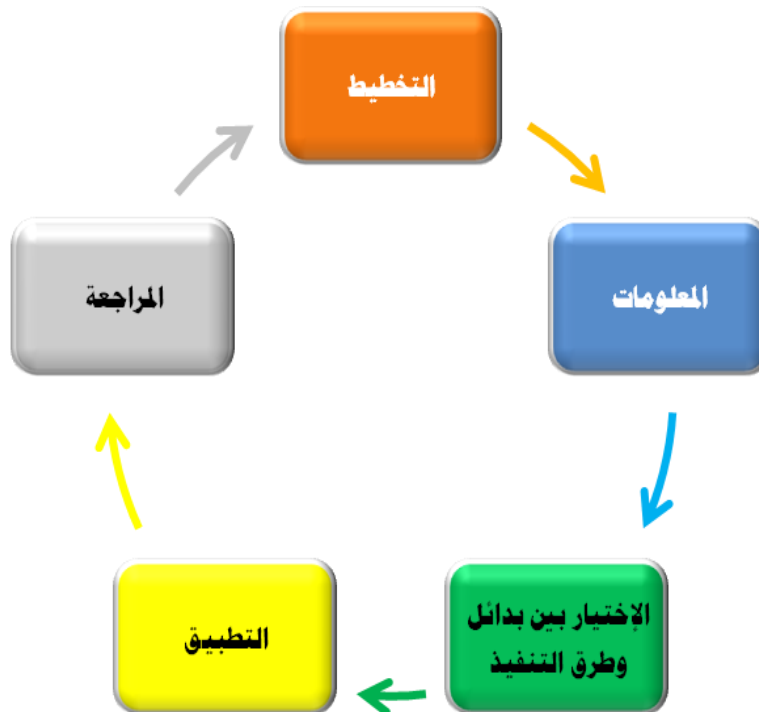 التخطيط
المعلومات
الإختيار بين بدائل
وطرق التنفيذ
التطبيق
المراجعة